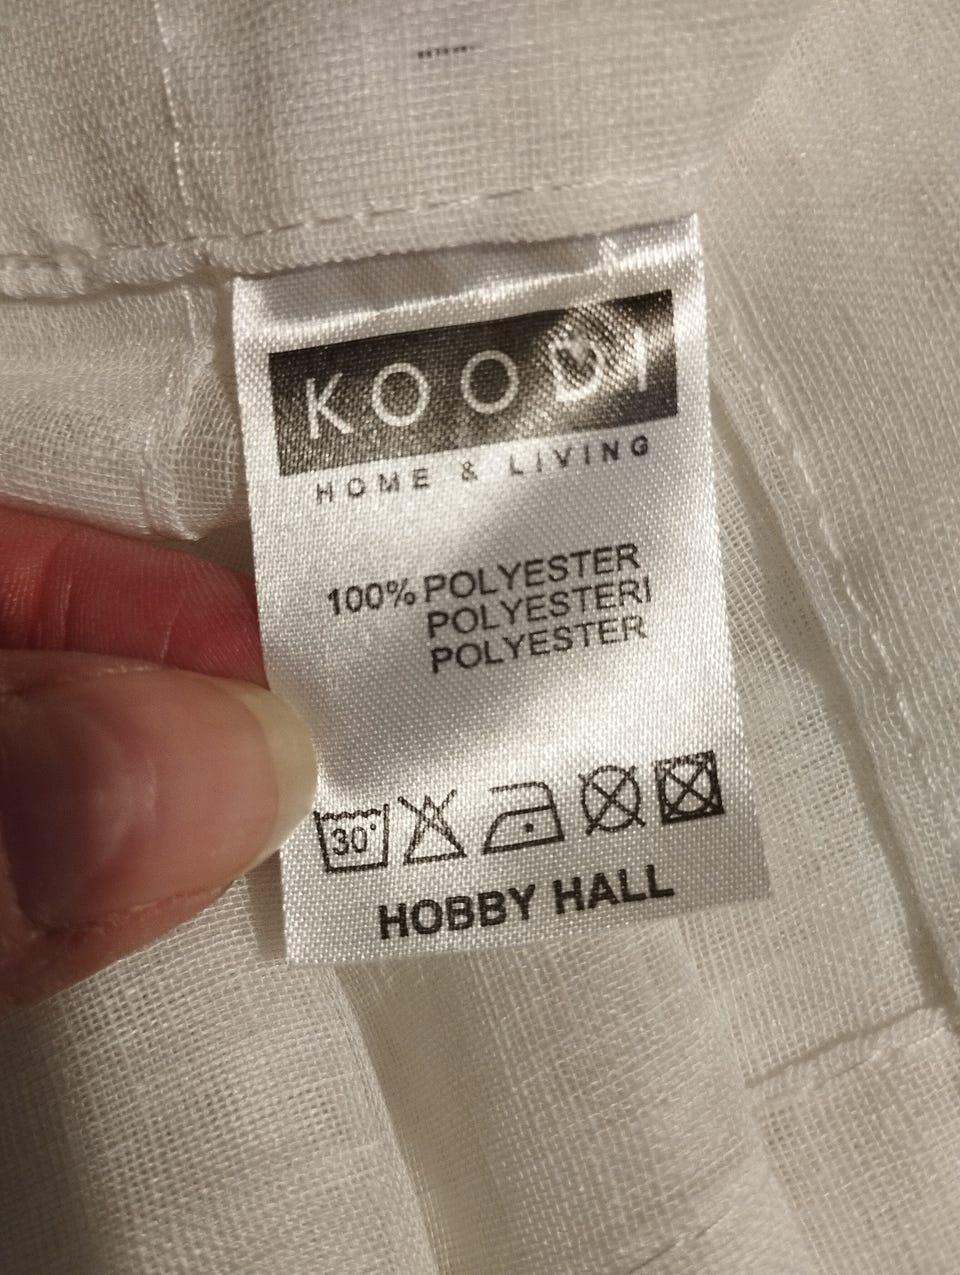 KOODI
HOME & LIVING
100% POLYESTER
POLYESTERI
POLYESTER
30°
HOBBY HALL